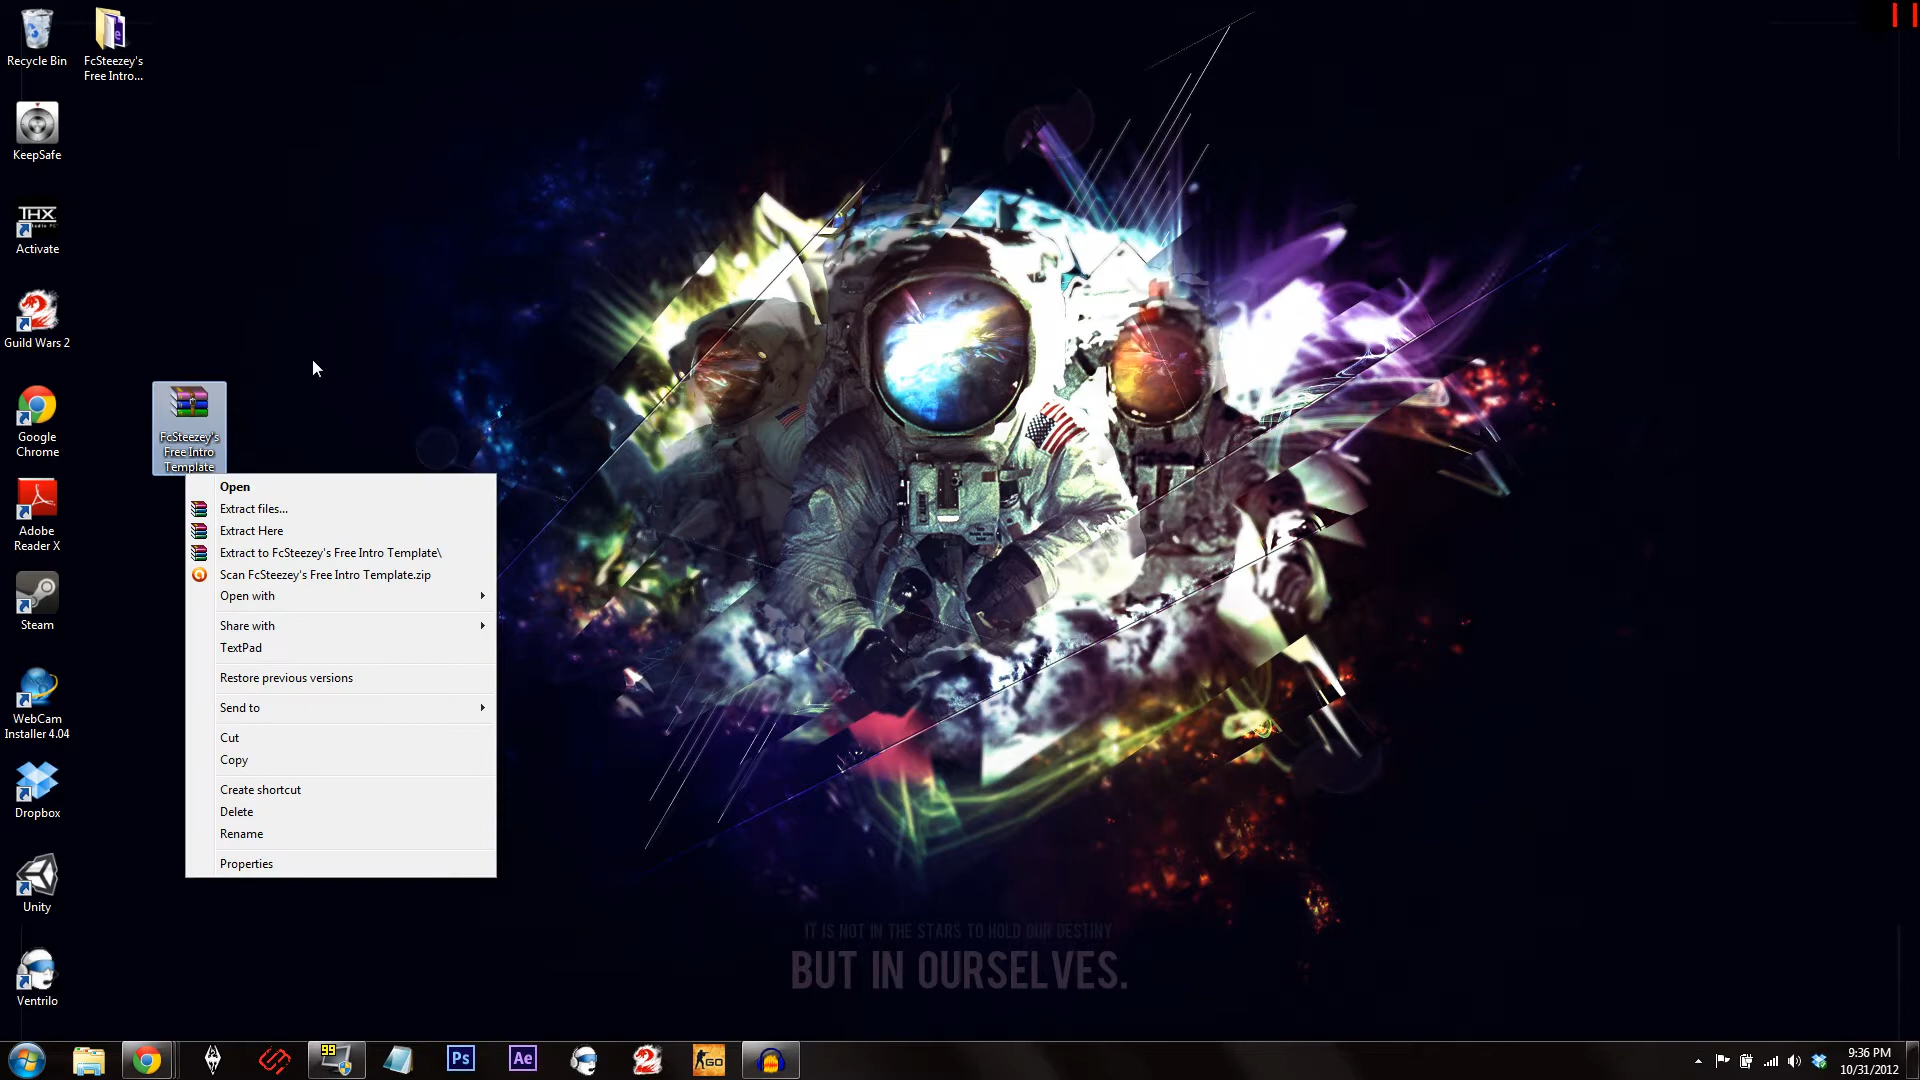 Recycle Bin
FcSteezey's
Free Intro...
KeepSafe
THX
Activate
Guild Wars 2
Google
Chrome
Adobe
Reader X
Steam
WebCam
Installer 4.04
Dropbox
Unity
Ventrilo
FcSteezey's
Free Intro
Template
Open
Extract files...
Extract Here
Extract to FcSteezey's Free Intro Template\
Scan FcSteezey's Free Intro Template.zip
Open with
Share with
TextPad
Restore previous versions
Send to
Cut
Copy
Create shortcut
Delete
Rename
Properties
IT IS NOT IN THE STARS TO HOLD OUR DESTINY
BUT IN OURSELVES.
99
Ps
Ae
GO
9:36 PM
10/31/2012